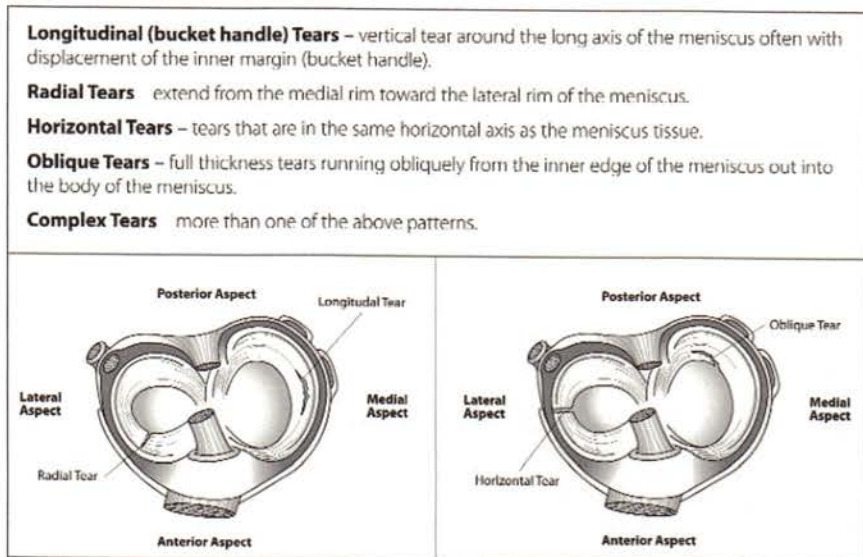 Longitudinal (bucket handle) Tears – vertical tear around the long axis of the meniscus often with
displacement of the inner margin (bucket handle).
Radial Tears extend from the medial rim toward the lateral rim of the meniscus.
Horizontal Tears – tears that are in the same horizontal axis as the meniscus tissue.
Oblique Tears – full thickness tears running obliquely from the inner edge of the meniscus out into
the body of the meniscus.
Complex Tears more than one of the above patterns.
Posterior Aspect
Longitudal Tear
Lateral
Aspect
Medial
Aspect
Radial Tear
Anterior Aspect
Posterior Aspect
Oblique Tear
Lateral
Aspect
Medial
Aspect
Horizontal Tear
Anterior Aspect